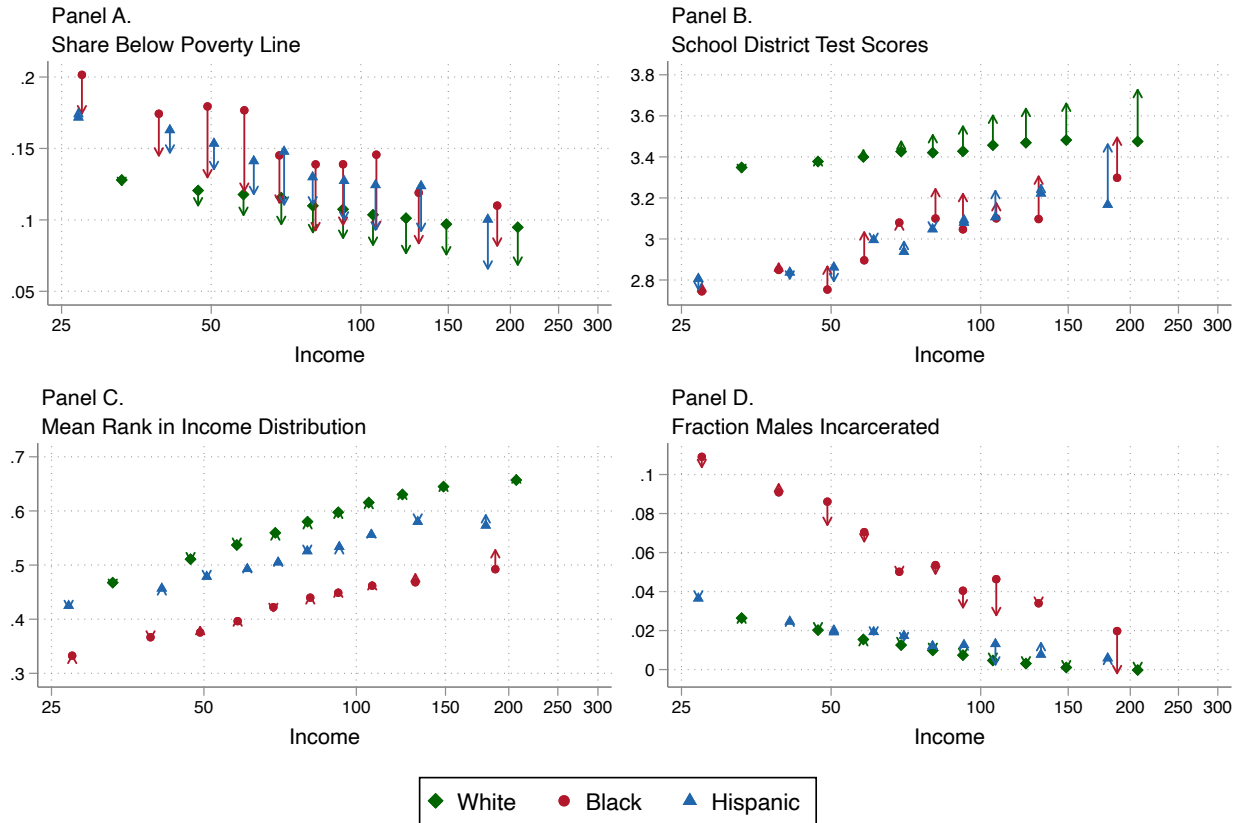 Panel A.
Share Below Poverty Line
.2
.15
.1
.05
25 50 100 150 200 250 300
Income
Panel B.
School District Test Scores
3.8
3.6
3.4
3.2
3
2.8
25 50 100 150 200 250 300
Income
Panel C.
Mean Rank in Income Distribution
.7
.6
.5
.4
.3
25 50 100 150 200 250 300
Income
Panel D.
Fraction Males Incarcerated
.1
.08
.06
.04
.02
0
25 50 100 150 200 250 300
Income
White Black Hispanic